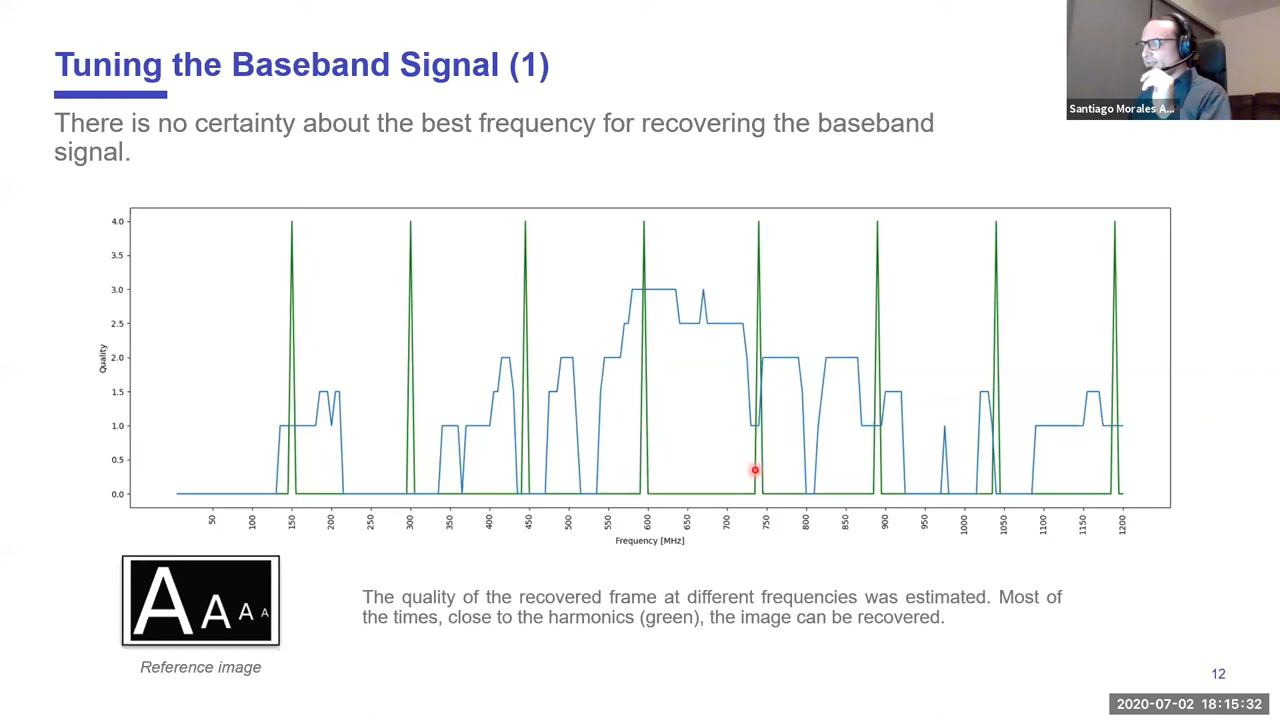 Tuning the Baseband Signal (1)
Santiago Morales A...
There is no certainty about the best frequency for recovering the baseband
signal.
4.0
3.5
3.0
2.5
2.0
1.5
1.0
0.5
0.0
Quality
50 100 150 200 250 300 350 400 450 500 550 600 650 700 750 800 850 900 950 1000 1050 1100 1150 1200
Frequency [MHz]
A A A A
The quality of the recovered frame at different frequencies was estimated. Most of
the times, close to the harmonics (green), the image can be recovered.
Reference image
12
2020-07-02 18:15:32